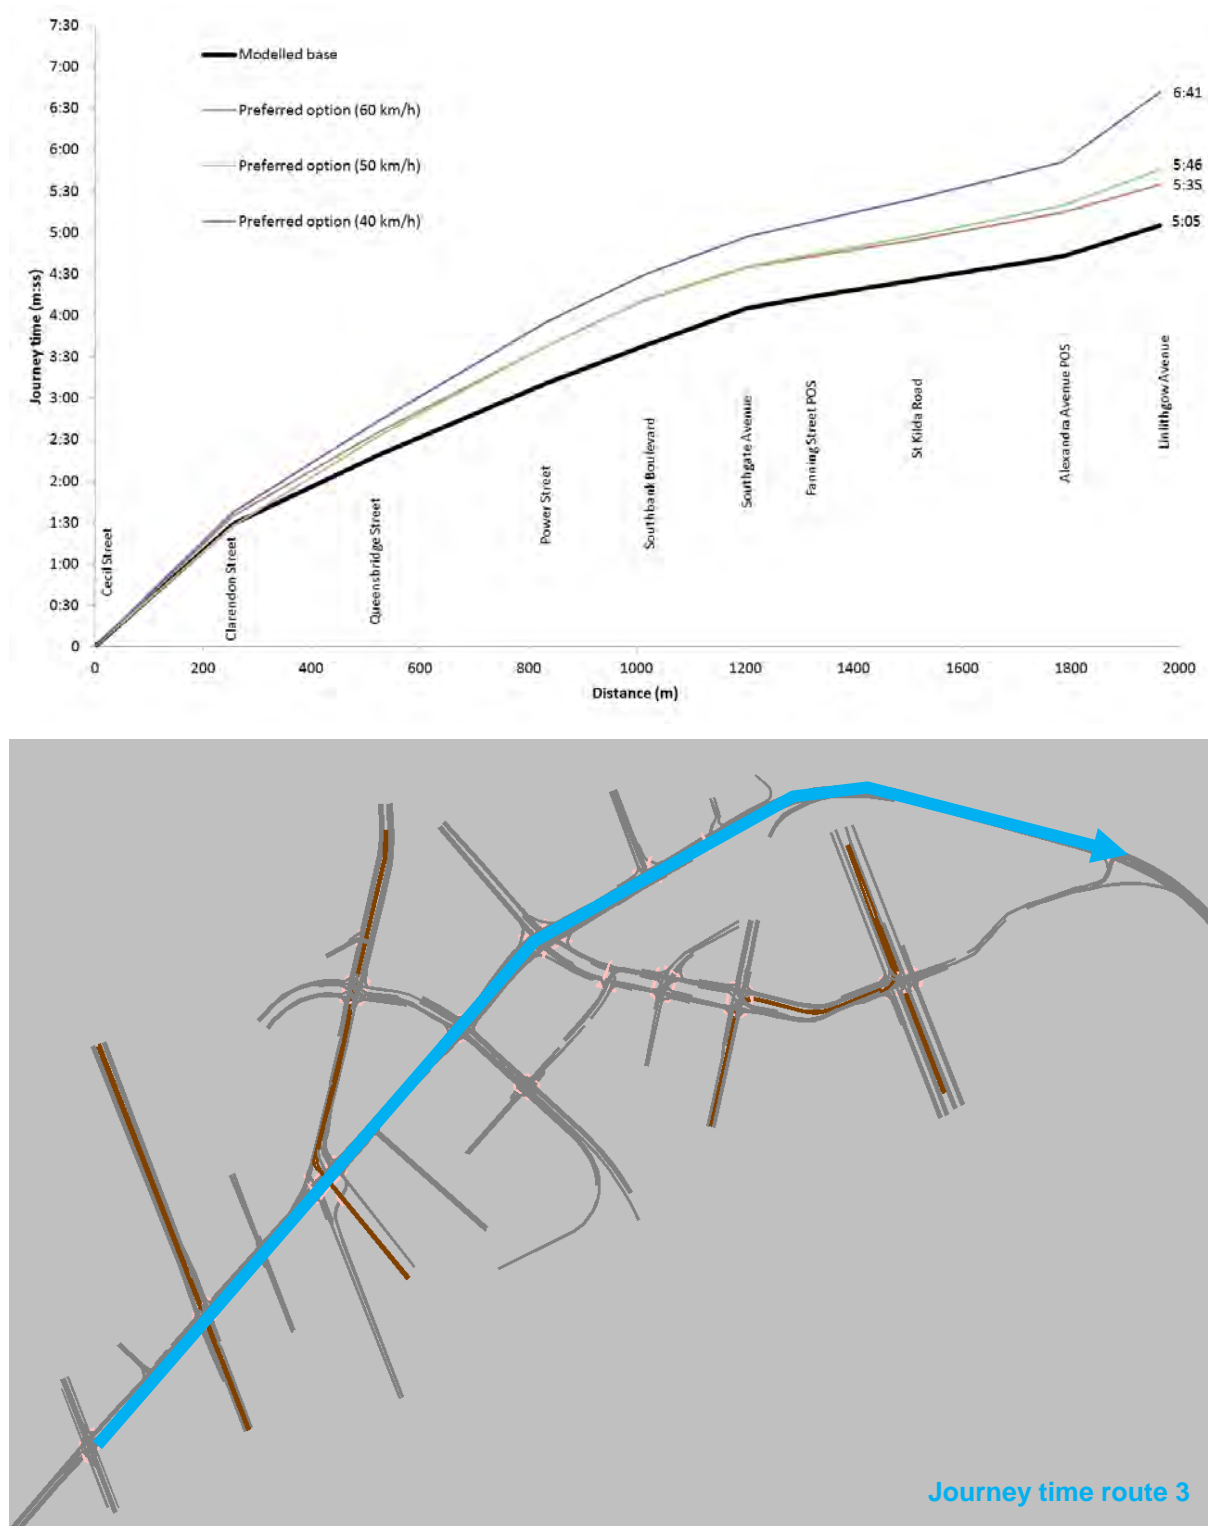 7:30
7:00
6:30
6:00
5:30
5:00
4:30
4:00
3:30
3:00
2:30
2:00
1:30
1:00
0:30
0
Journey time (m:ss)
Modelled base
Preferred option (60 km/h)
Preferred option (50 km/h)
Preferred option (40 km/h)
6:41
5:46
5:35
5:05
Cecil Street
Clarendon Street
Queensbridge Street
Power Street
Southbank Boulevard
Southgate Avenue
Fanning Street POS
St Kilda Road
Alexandra Avenue POS
Linlithgow Avenue
0 200 400 600 800 1000 1200 1400 1600 1800 2000
Distance (m)
Journey time route 3